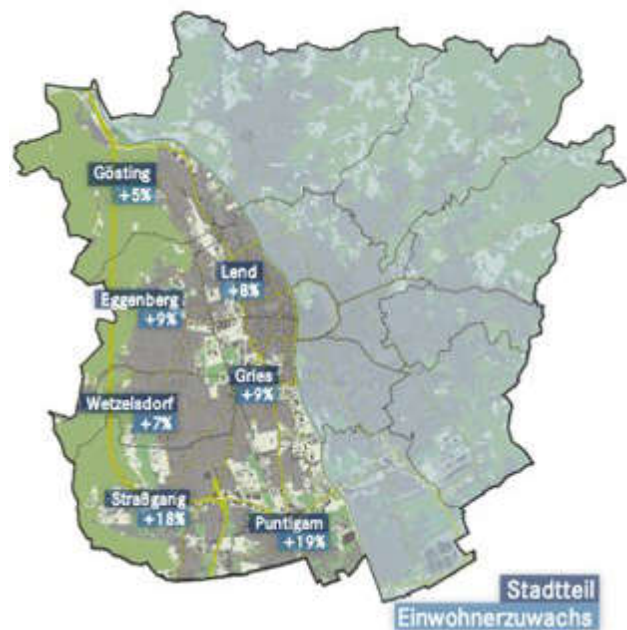 Gösting
+5%
Lend
+8%
Eggenberg
+9%
Gries
+9%
Wetzelsdorf
+7%
Straßgang
+18%
Puntigam
+19%
Stadtteil
Einwohnerzuwachs